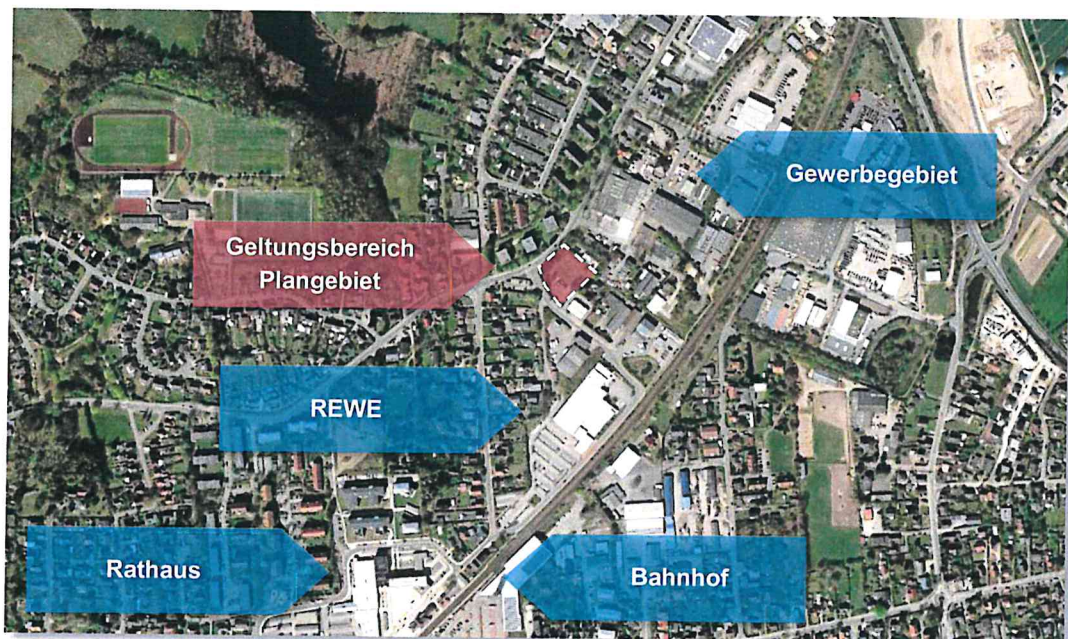 Gewerbegebiet
Geltungsbereich
Plangebiet
REWE
Rathaus
Bahnhof